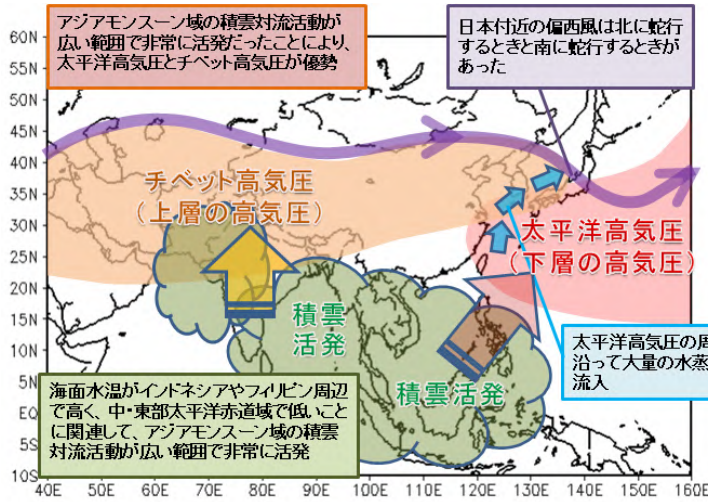 アジアモンスーン域の積雲対流活動が
広い範囲で非常に活発だったことにより、
太平洋高気圧とチベット高気圧が優勢
日本付近の偏西風は北に蛇行
するときと南に蛇行するときが
あった
60N
55N
50N
45N
40N
35N
30N
25N
20N
15N
10N
5N
EQ
5S
10S
チベット高気圧
（上層の高気圧）
太平洋高気圧
（下層の高気圧）
積雲
活発
積雲活発
太平洋高気圧の周
沿って大量の水蒸
流入
海面水温がインドネシアやフィリピン周辺
で高く、中・東部太平洋赤道域で低いこと
に関連して、アジアモンスーン域の積雲
対流活動が広い範囲で非常に活発
40E 50E 60E 70E 80E 90E 100E 110E 120E 130E 140E 150E 160E